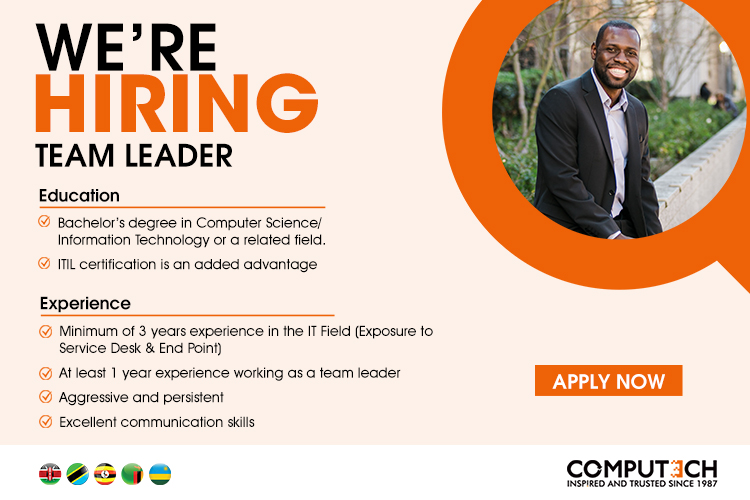 WE'RE
HIRING
TEAM LEADER
Education
Bachelor's degree in Computer Science/
Information Technology or a related field.
ITIL certification is an added advantage
Experience
Minimum of 3 years experience in the IT Field (Exposure to
Service Desk & End Point)
At least 1 year experience working as a team leader
Aggressive and persistent
Excellent communication skills
APPLY NOW
COMPUTECH
INSPIRED AND TRUSTED SINCE 1987